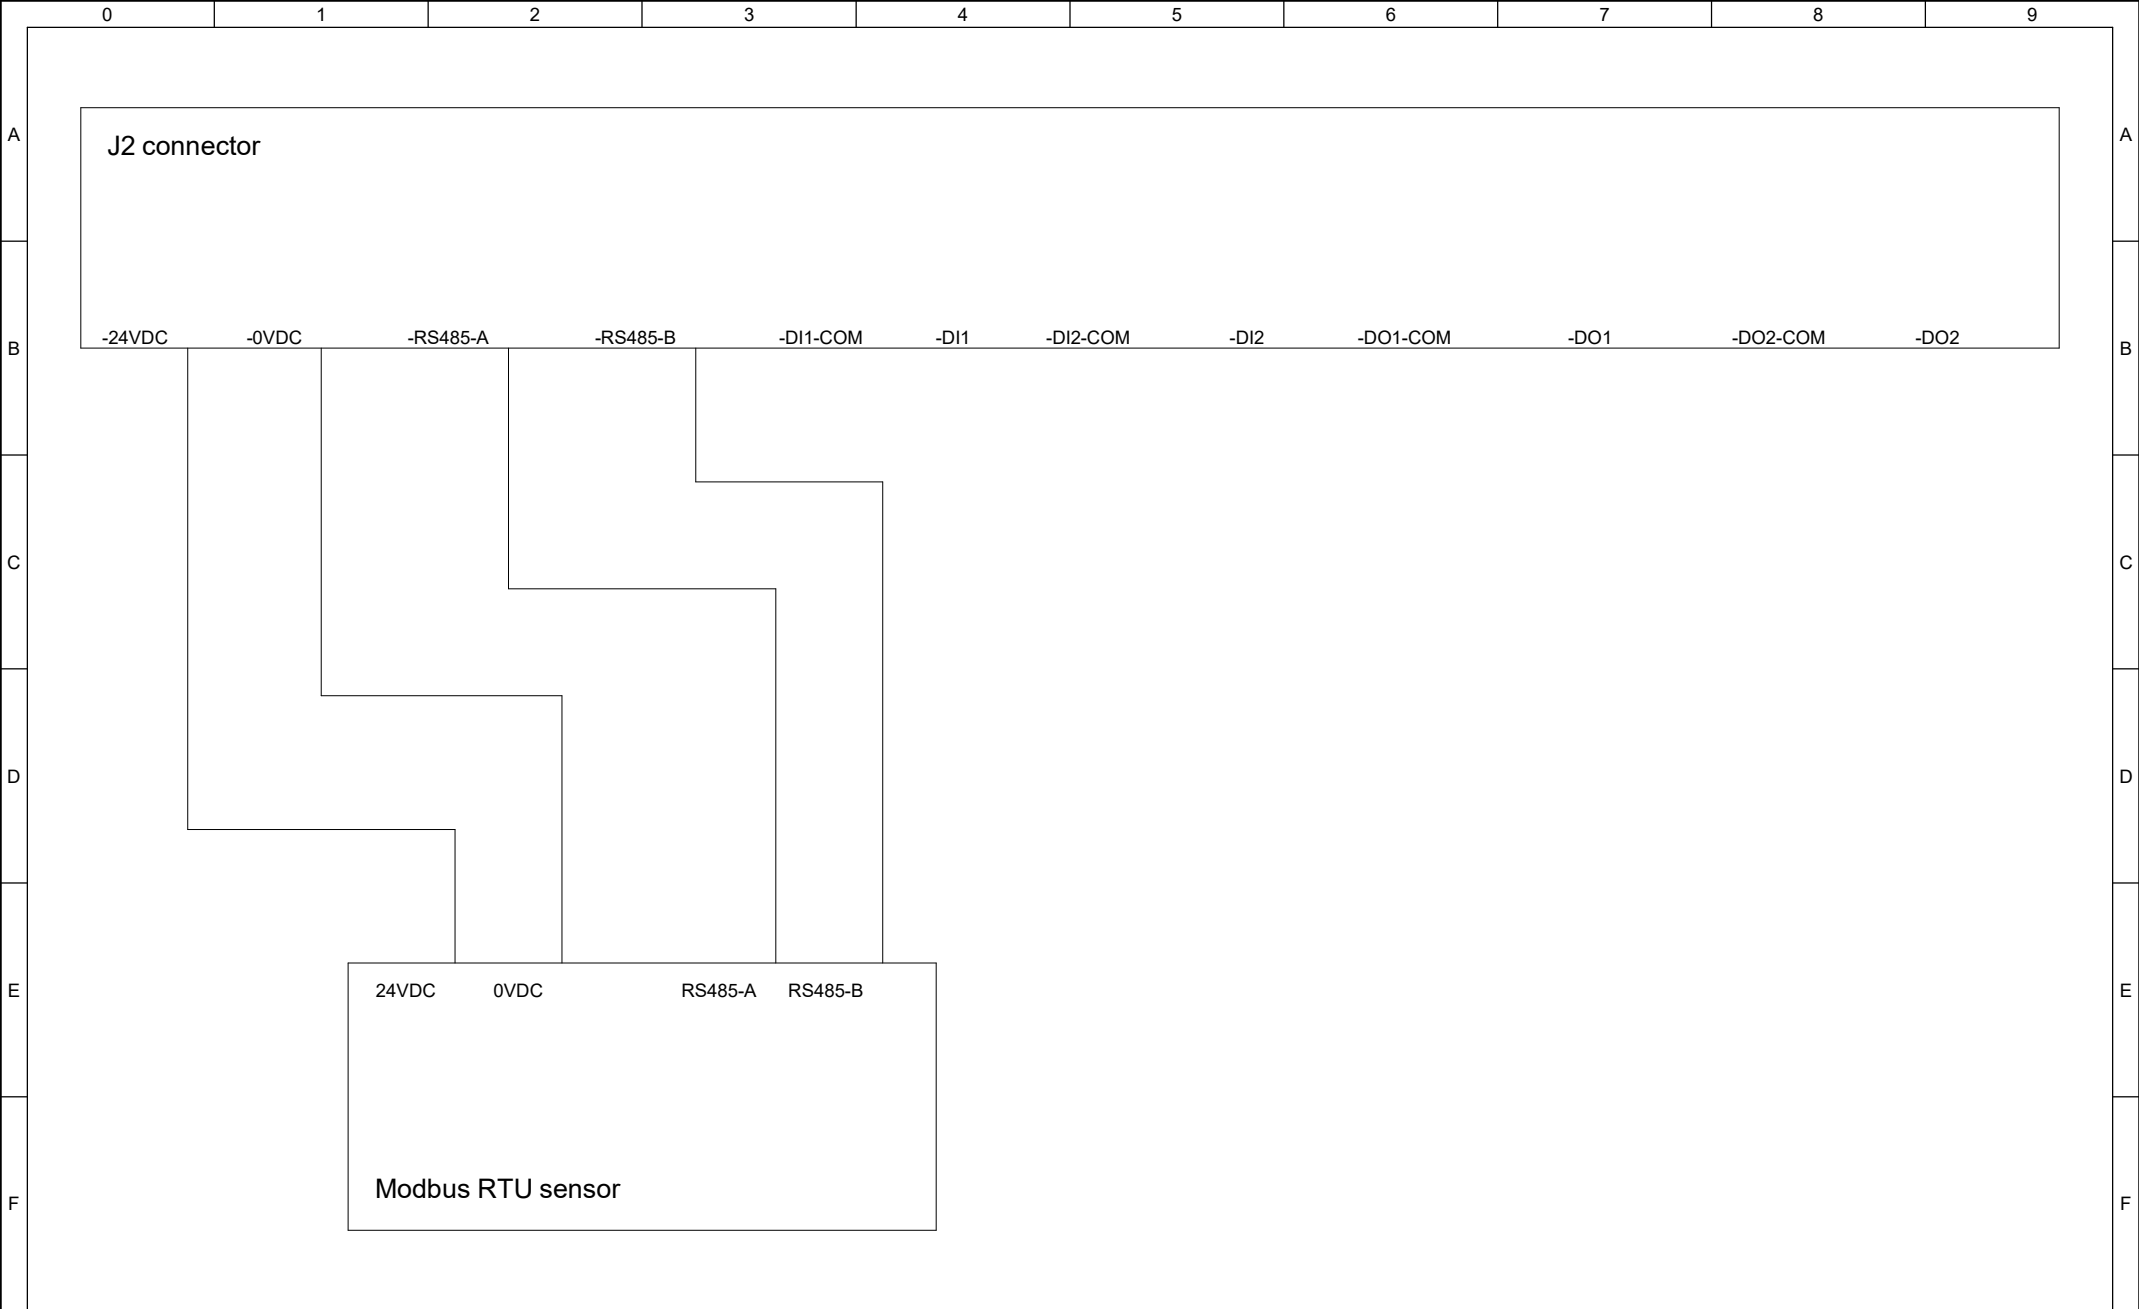 0 1 2 3 4 5 6 7 8 9
A A
J2 connector
-24VDC -0VDC -RS485-A -RS485-B -DI1-COM -DI1 -DI2-COM -DI2 -DO1-COM -DO1 -DO2-COM -DO2
B B
C C
D D
E 24VDC 0VDC RS485-A RS485-B E
Modbus RTU sensor
F F